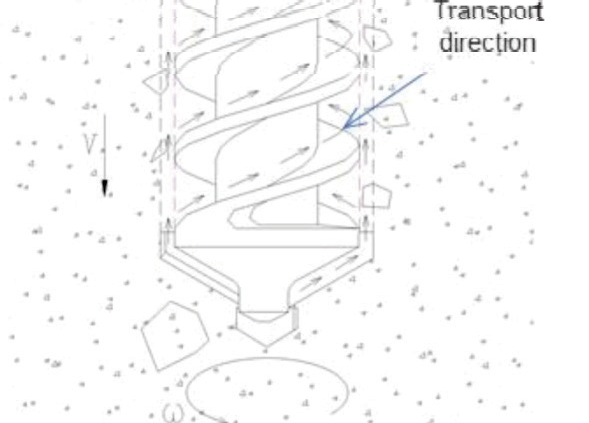 Transport
direction
V
ω